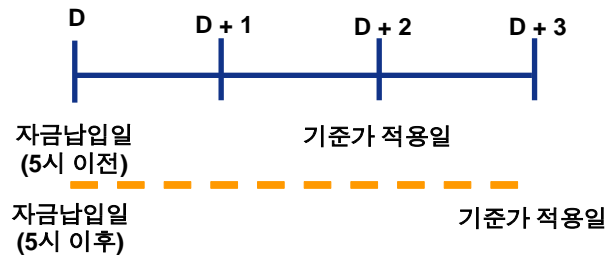 D D + 1 D + 2 D + 3
자금납입일 기준가 적용일
(5시 이전)
자금납입일 기준가 적용일
(5시 이후)